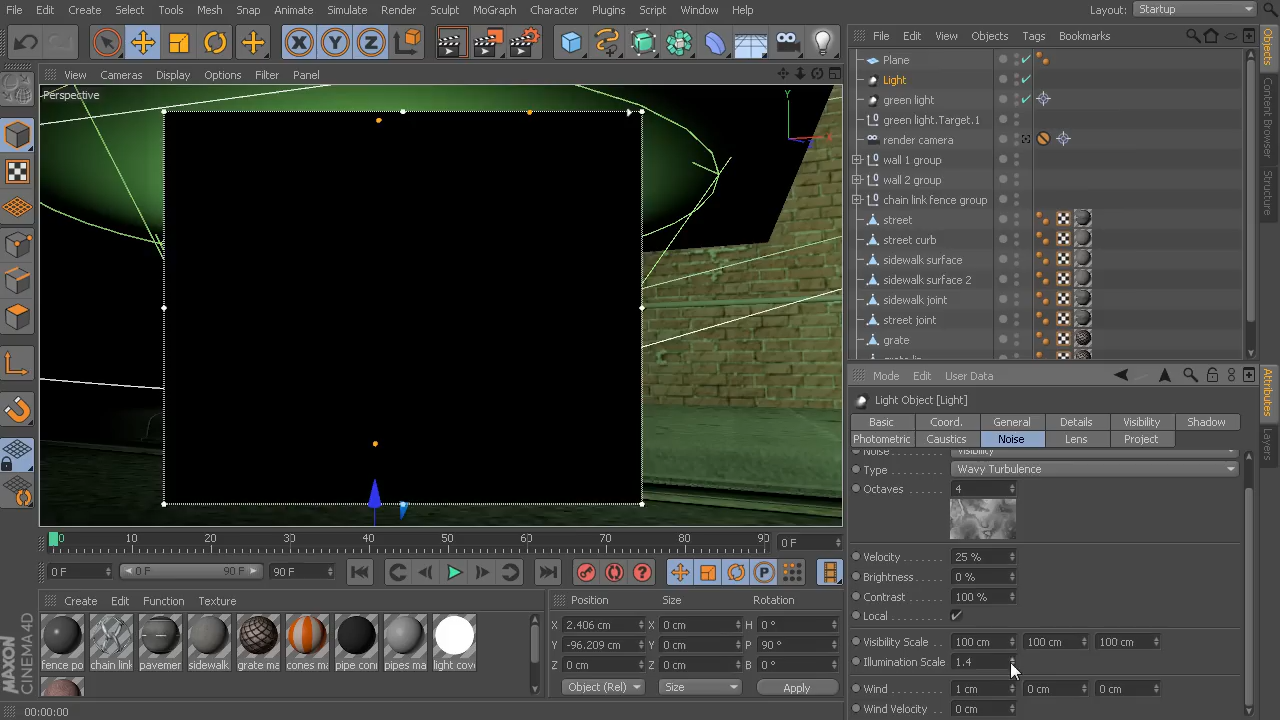 File Edit Create Select Tools Mesh Snap Animate Simulate Render Sculpt MoGraph Character Plugins Script Window Help Layout: Startup
File Edit View Objects Tags Bookmarks
View Cameras Display Options Filter Panel
Perspective
Y
Plane
Light
green light
green light.Target.1
render camera
wall 1 group
wall 2 group
chain link fence group
street
street curb
sidewalk surface
sidewalk surface 2
sidewalk joint
street joint
grate
Objects
Content Browser
Structure
Mode Edit User Data
Light Object [Light]
Basic Coord. General Details Visibility Shadow
Photometric Caustics Noise Lens Project
Noise Visibility
Type Wavy Turbulence
Octaves 4
Velocity 25 %
Brightness 0 %
Contrast 100 %
Local
Visibility Scale 100 cm 100 cm 100 cm
Illumination Scale 1.4
Wind 1 cm 0 cm 0 cm
Wind Velocity 0 cm
Attributes
Layers
0 10 20 30 40 50 60 70 80 90 0 F
0 F 0 F 90 F 90 F
Create Edit Function Texture
fence po chain link pavemen sidewalk grate ma cones ma pipe conn pipes ma light cov
Position Size Rotation
X 2.406 cm X 0 cm H 0 °
Y -96.209 cm Y 0 cm P 90 °
Z 0 cm Z 0 cm B 0 °
Object (Rel) Size Apply
MAXON
CINEMA 4D
00:00:00